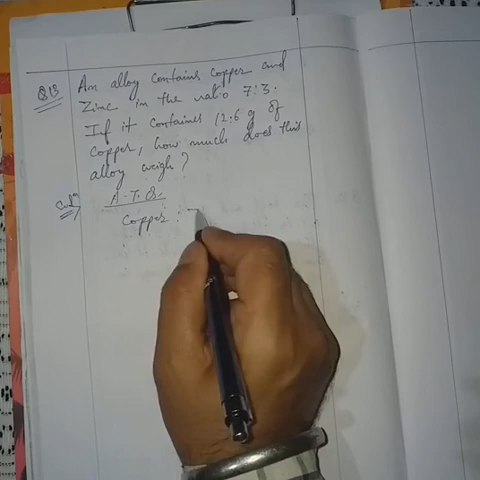 Q13 An alloy contains copper and
Zinc in the ratio 7:3.
If it contains 12.6 g of
copper, how much does this
alloy weigh?
Solⁿ A.T.Q.
Copper :